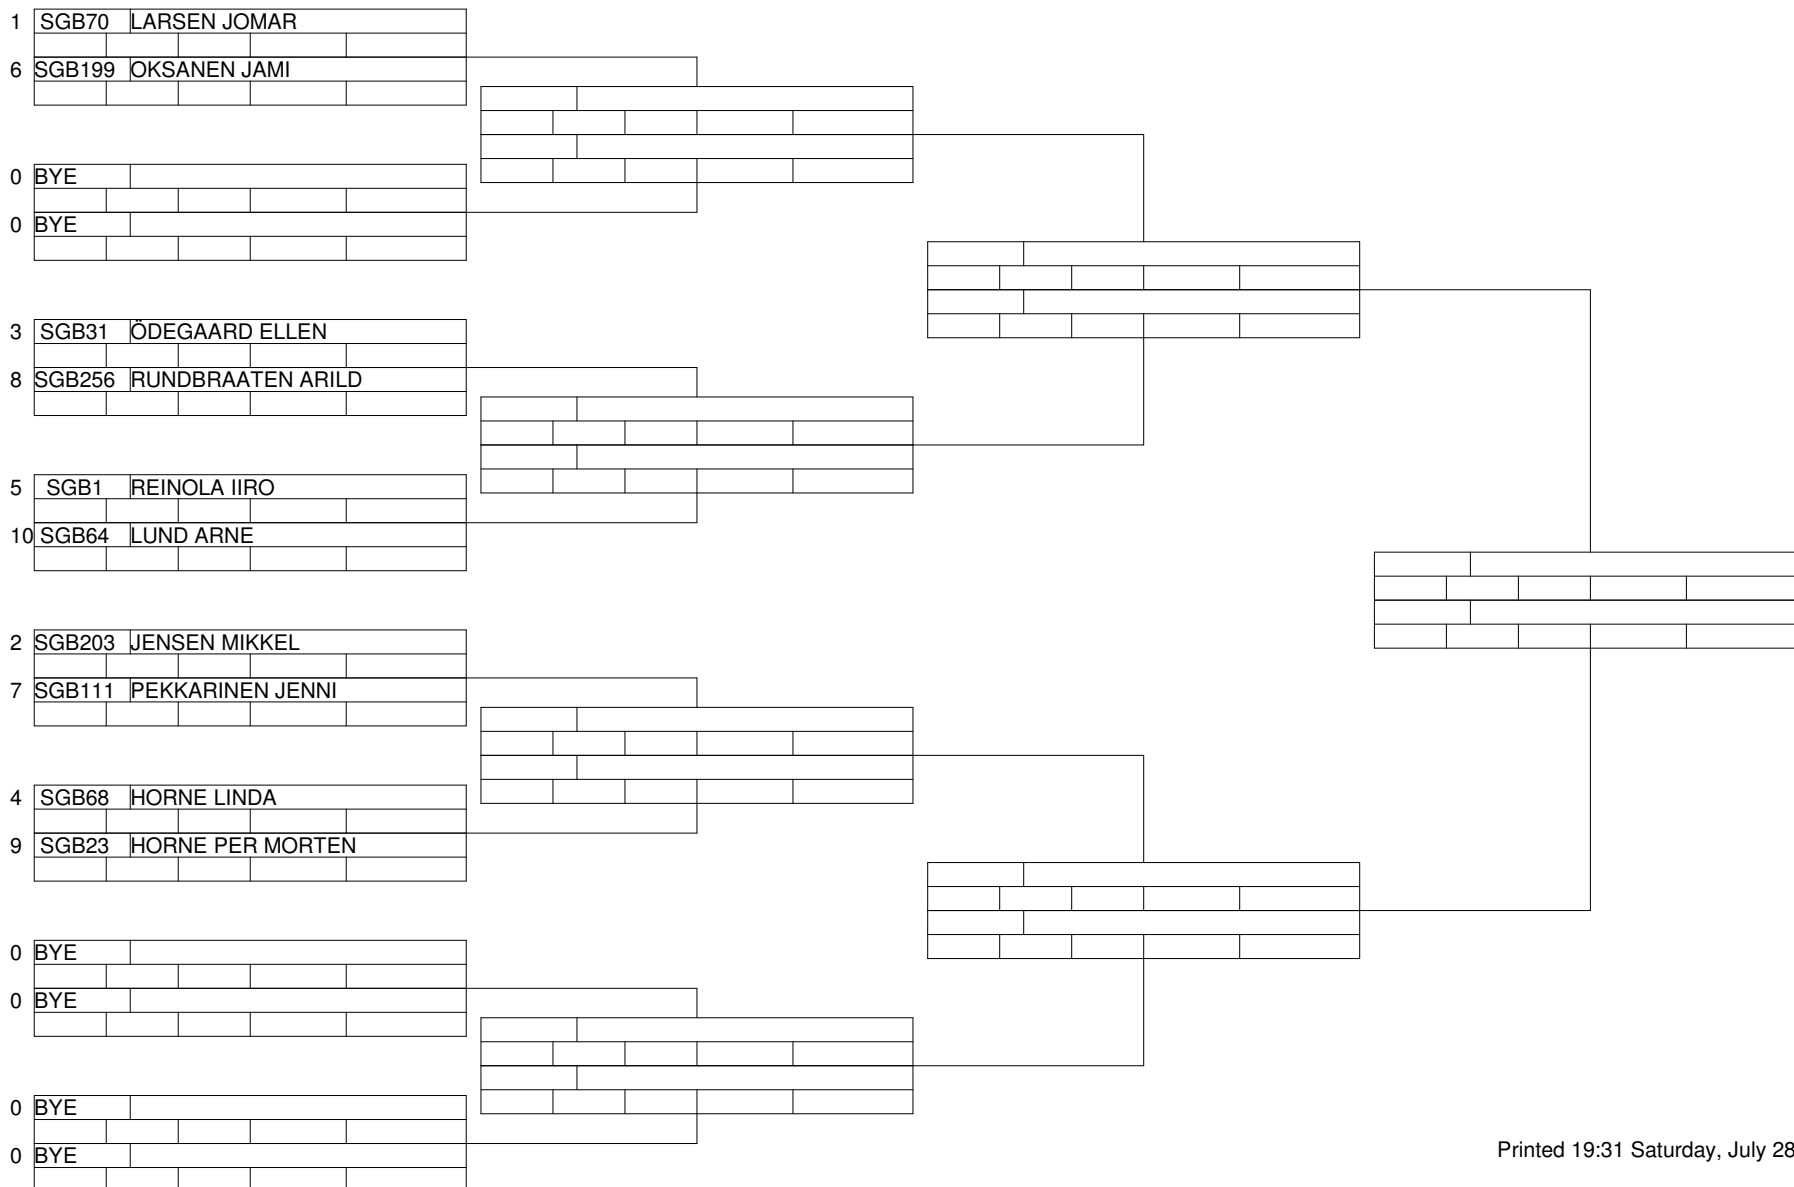 1 SGB70 LARSEN JOMAR
6 SGB199 OKSANEN JAMI
0 BYE
0 BYE
3 SGB31 ÖDEGAARD ELLEN
8 SGB256 RUNDBRAATEN ARILD
5 SGB1 REINOLA IIRO
10 SGB64 LUND ARNE
2 SGB203 JENSEN MIKKEL
7 SGB111 PEKKARINEN JENNI
4 SGB68 HORNE LINDA
9 SGB23 HORNE PER MORTEN
0 BYE
0 BYE
0 BYE
0 BYE
Printed 19:31 Saturday, July 28